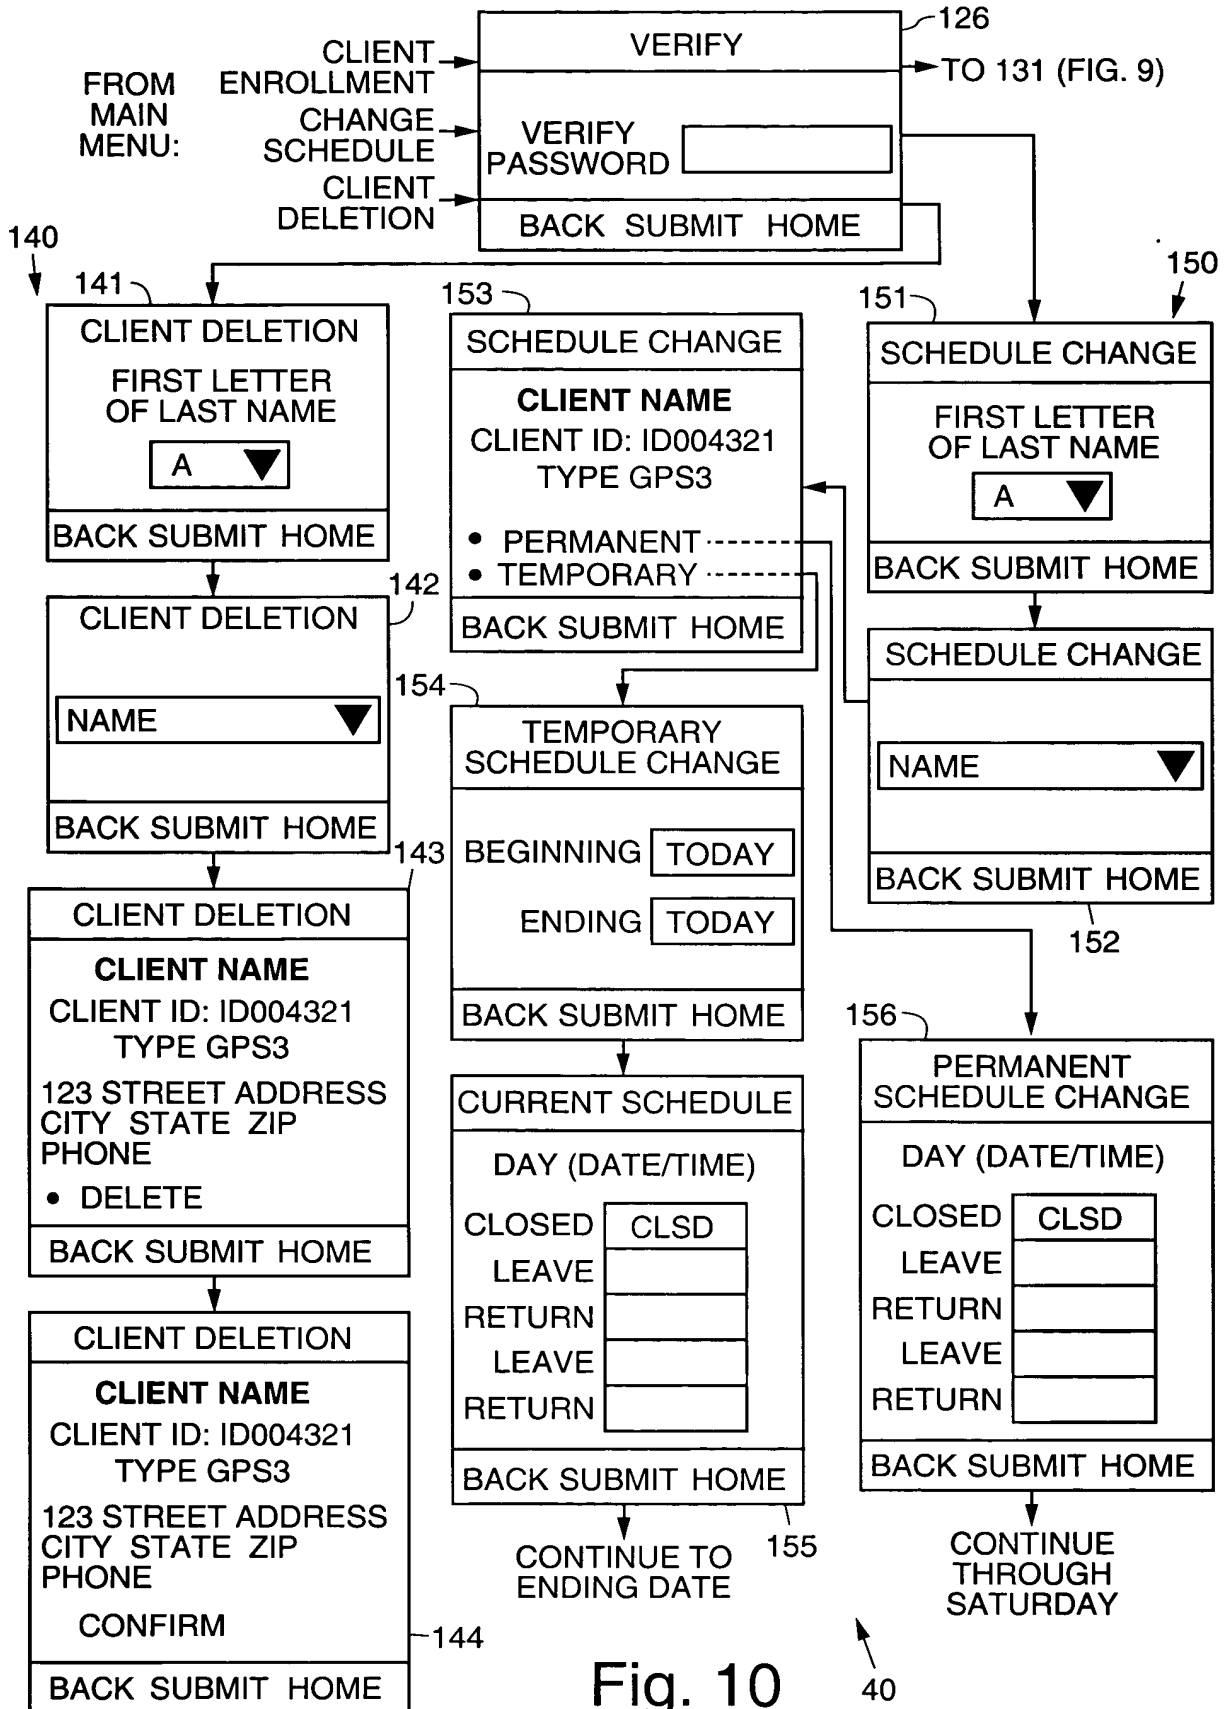 126
VERIFY
FROM
MAIN
MENU:
CLIENT
ENROLLMENT
CHANGE
SCHEDULE
CLIENT
DELETION
TO 131 (FIG. 9)
VERIFY
PASSWORD
BACK SUBMIT HOME
140
141
CLIENT DELETION
FIRST LETTER
OF LAST NAME
A
BACK SUBMIT HOME
142
CLIENT DELETION
NAME
BACK SUBMIT HOME
143
CLIENT DELETION
CLIENT NAME
CLIENT ID: ID004321
TYPE GPS3
123 STREET ADDRESS
CITY STATE ZIP
PHONE
• DELETE
BACK SUBMIT HOME
CLIENT DELETION
CLIENT NAME
CLIENT ID: ID004321
TYPE GPS3
123 STREET ADDRESS
CITY STATE ZIP
PHONE
CONFIRM
144
BACK SUBMIT HOME
153
SCHEDULE CHANGE
CLIENT NAME
CLIENT ID: ID004321
TYPE GPS3
• PERMANENT
• TEMPORARY
BACK SUBMIT HOME
154
TEMPORARY
SCHEDULE CHANGE
BEGINNING TODAY
ENDING TODAY
BACK SUBMIT HOME
CURRENT SCHEDULE
DAY (DATE/TIME)
CLOSED CLSD
LEAVE
RETURN
LEAVE
RETURN
BACK SUBMIT HOME
155
CONTINUE TO
ENDING DATE
150
151
SCHEDULE CHANGE
FIRST LETTER
OF LAST NAME
A
BACK SUBMIT HOME
SCHEDULE CHANGE
NAME
BACK SUBMIT HOME
152
156
PERMANENT
SCHEDULE CHANGE
DAY (DATE/TIME)
CLOSED CLSD
LEAVE
RETURN
LEAVE
RETURN
BACK SUBMIT HOME
CONTINUE
THROUGH
SATURDAY
Fig. 10
40